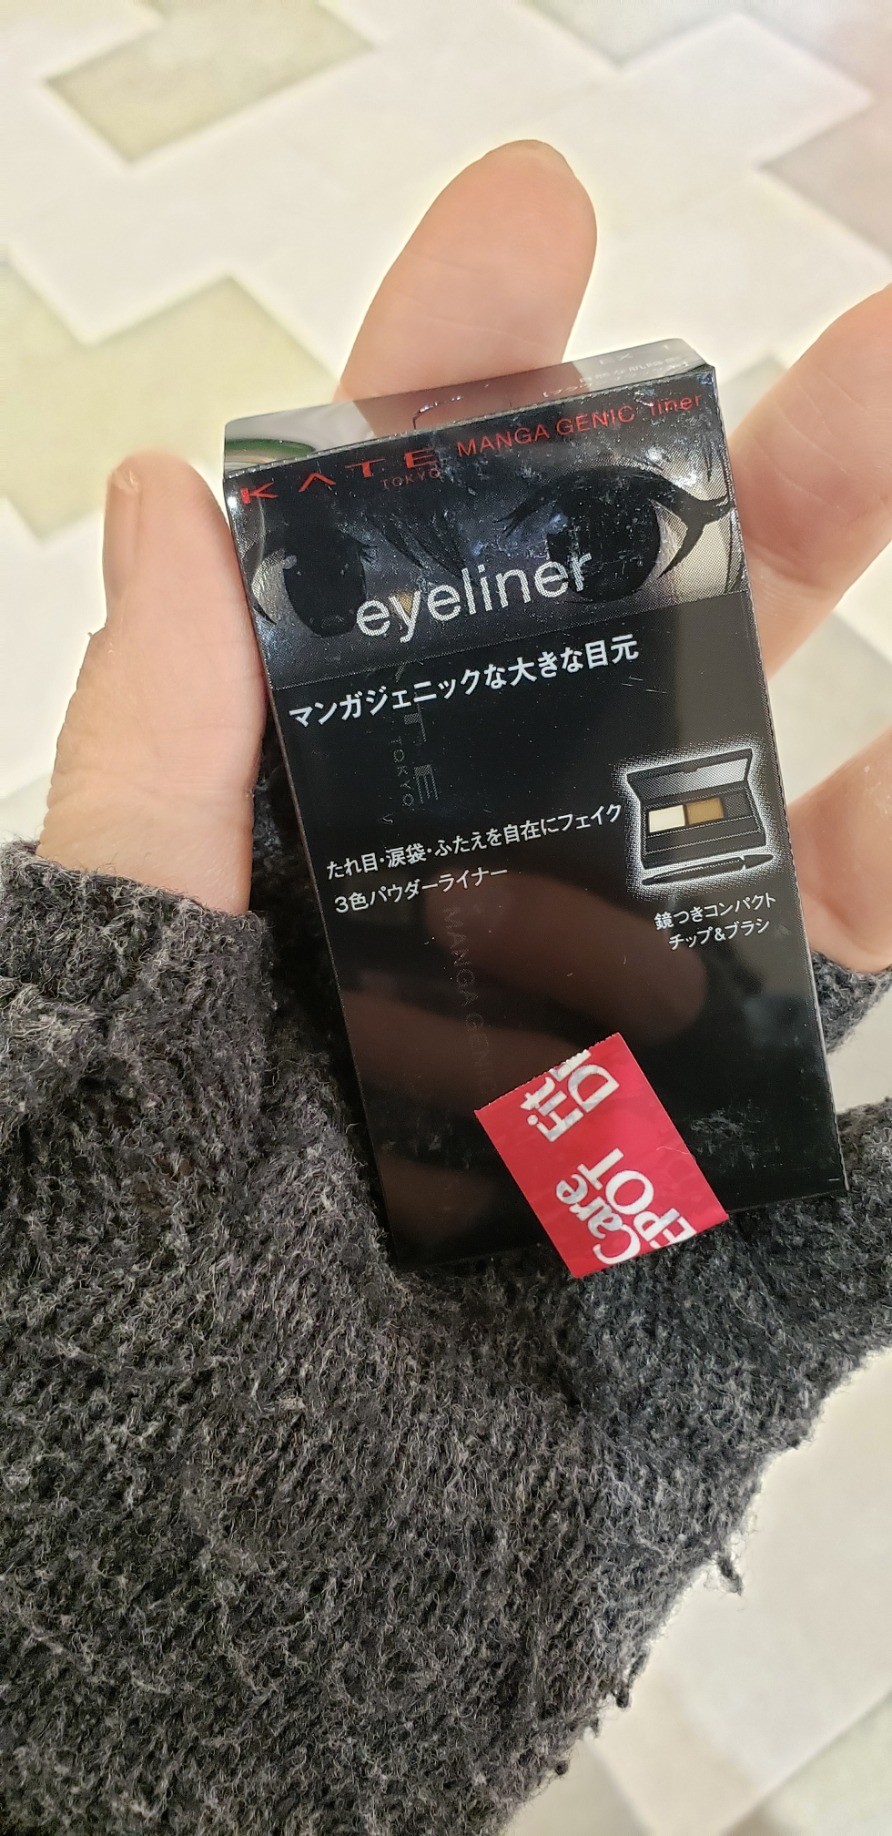 KATE MANGA GENIC liner
TOKYO
eyeliner
マンガジェニックな大きな目元
たれ目・涙袋・ふたえを自在にフェイク
3色パウダーライナー
鏡つきコンパクト
チップ&ブラシ
TOKYO
MANGA GENIC
Fit
Care
EPOT